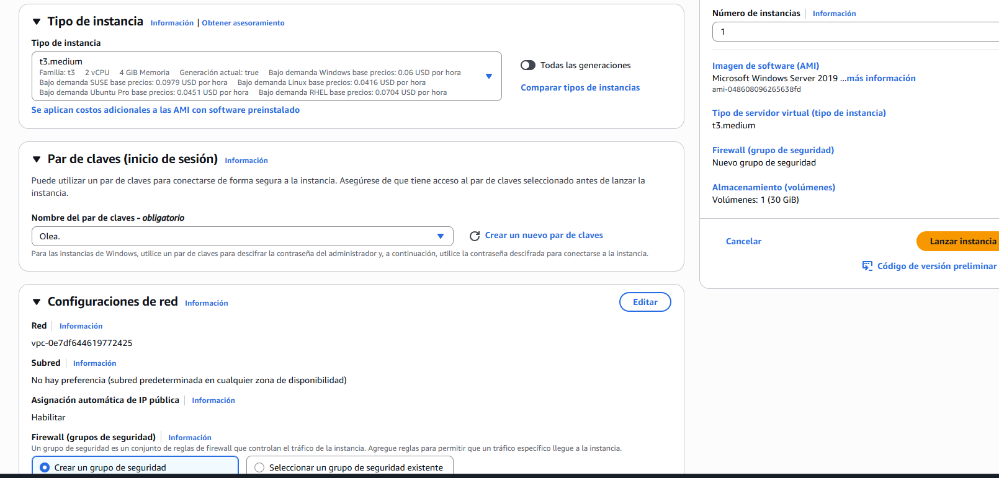 Tipo de instancia Información | Obtener asesoramiento
Tipo de instancia
t3.medium
Familia: t3 2 vCPU 4 GiB Memoria Generación actual: true Bajo demanda Windows base precios: 0.06 USD por hora
Bajo demanda SUSE base precios: 0.0979 USD por hora Bajo demanda Linux base precios: 0.0416 USD por hora
Bajo demanda Ubuntu Pro base precios: 0.0451 USD por hora Bajo demanda RHEL base precios: 0.0704 USD por hora
Todas las generaciones
Comparar tipos de instancias
Se aplican costos adicionales a las AMI con software preinstalado
Par de claves (inicio de sesión) Información
Puede utilizar un par de claves para conectarse de forma segura a la instancia. Asegúrese de que tiene acceso al par de claves seleccionado antes de lanzar la
instancia.
Nombre del par de claves - obligatorio
Olea.
Crear un nuevo par de claves
Para las instancias de Windows, utilice un par de claves para descifrar la contraseña del administrador y, a continuación, utilice la contraseña descifrada para conectarse a la instancia.
Configuraciones de red Información
Editar
Red Información
vpc-0e7df644619772425
Subred Información
No hay preferencia (subred predeterminada en cualquier zona de disponibilidad)
Asignación automática de IP pública Información
Habilitar
Firewall (grupos de seguridad) Información
Un grupo de seguridad es un conjunto de reglas de firewall que controlan el tráfico de la instancia. Agregue reglas para permitir que un tráfico específico llegue a la instancia.
Crear un grupo de seguridad
Seleccionar un grupo de seguridad existente
Número de instancias Información
1
Imagen de software (AMI)
Microsoft Windows Server 2019 ...más información
ami-048608096265638fd
Tipo de servidor virtual (tipo de instancia)
t3.medium
Firewall (grupo de seguridad)
Nuevo grupo de seguridad
Almacenamiento (volúmenes)
Volúmenes: 1 (30 GiB)
Cancelar
Lanzar instancia
Código de versión preliminar